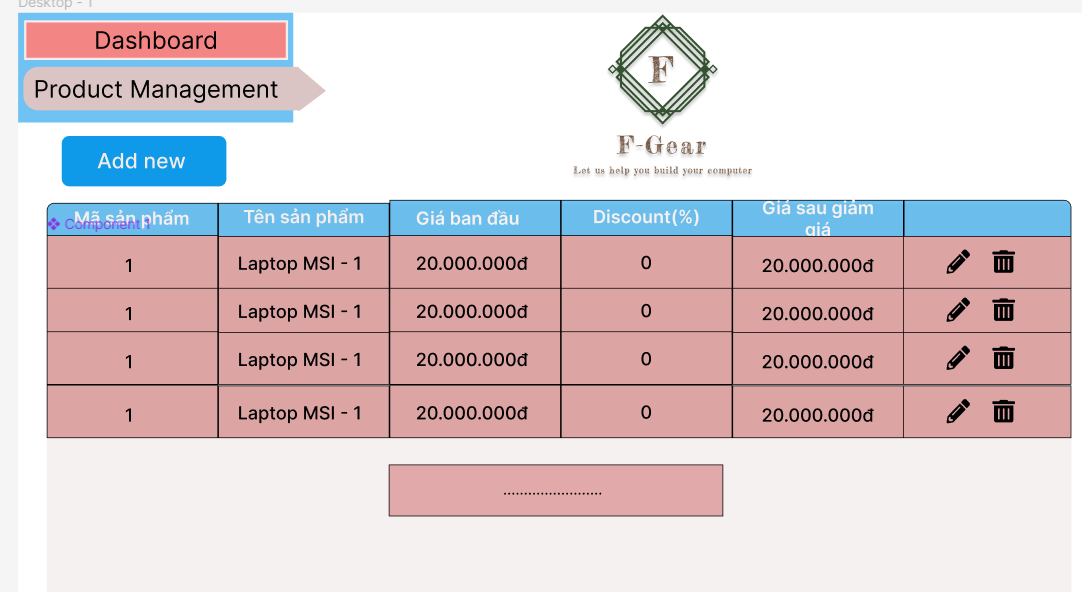 Desktop - 1
Dashboard
Product Management
F
F-Gear
Let us help you build your computer
Add new
Mã sản phẩm
Component 1
Tên sản phẩm
Giá ban đầu
Discount(%)
Giá sau giảm
giá
1 Laptop MSI - 1 20.000.000đ 0 20.000.000đ
1 Laptop MSI - 1 20.000.000đ 0 20.000.000đ
1 Laptop MSI - 1 20.000.000đ 0 20.000.000đ
1 Laptop MSI - 1 20.000.000đ 0 20.000.000đ
........................